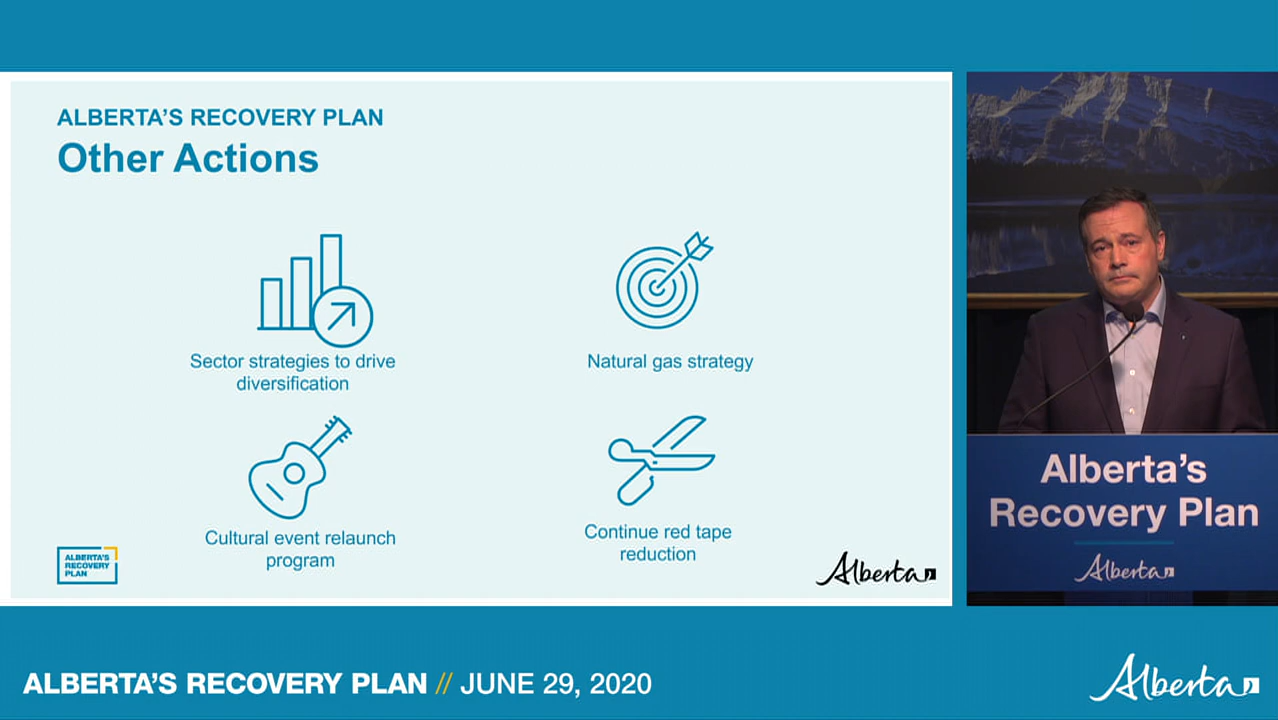 ALBERTA'S RECOVERY PLAN
Other Actions
Sector strategies to drive
diversification
Natural gas strategy
Cultural event relaunch
program
Continue red tape
reduction
ALBERTA'S
RECOVERY
PLAN
Alberta
Alberta's
Recovery Plan
Alberta
ALBERTA'S RECOVERY PLAN // JUNE 29, 2020
Alberta